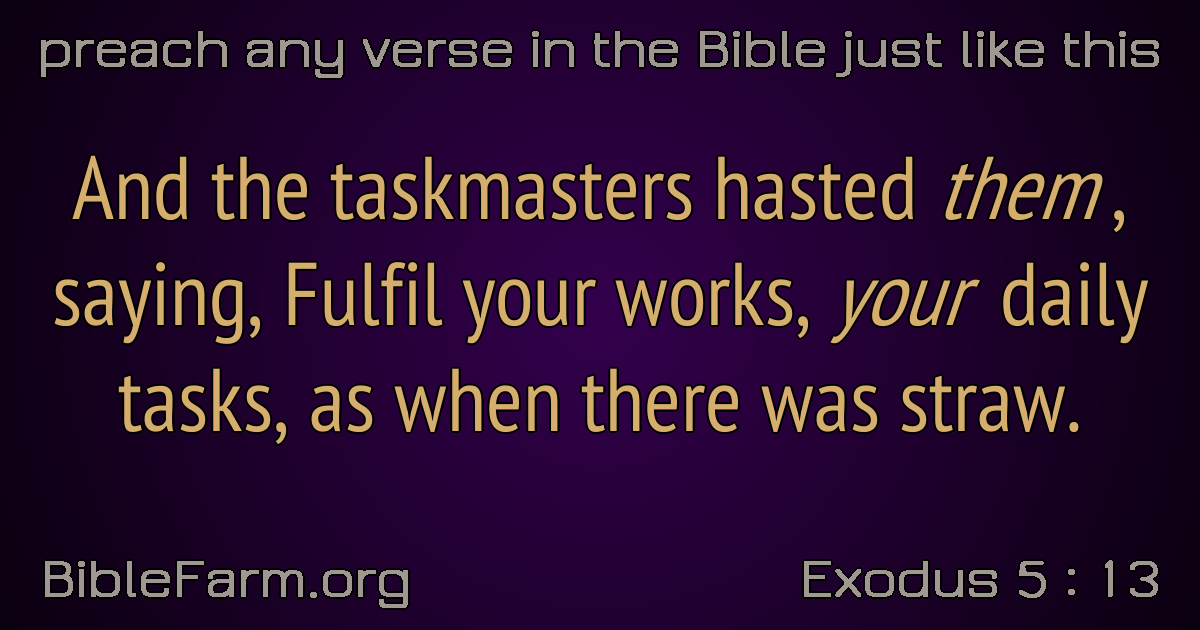 preach any verse in the Bible just like this
And the taskmasters hasted them ,
saying, Fulfil your works, your daily
tasks, as when there was straw.
BibleFarm.org
Exodus 5 : 13